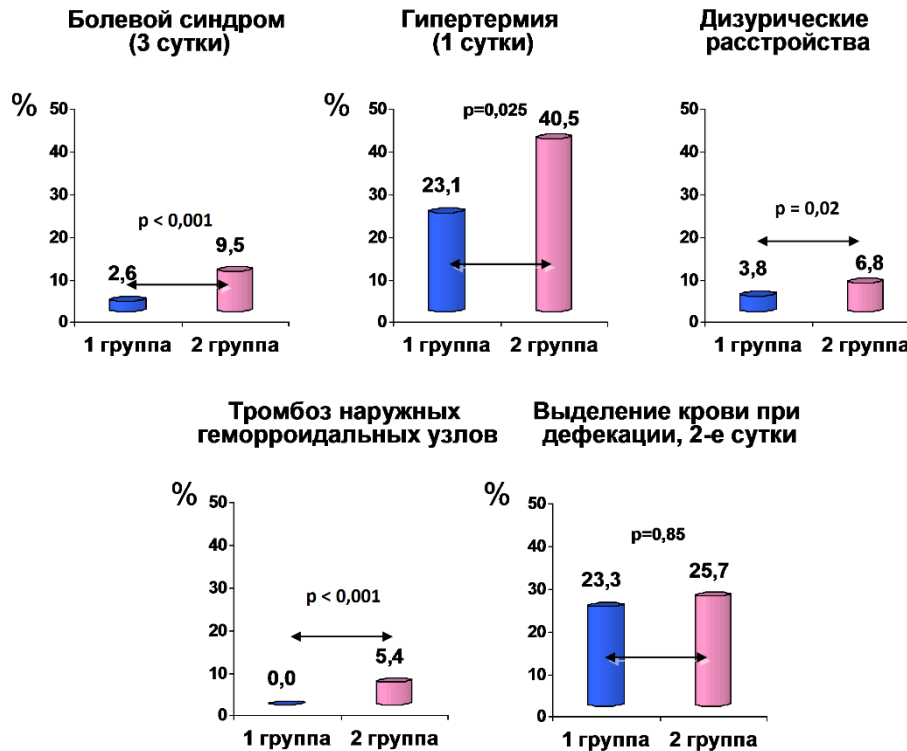 Болевой синдром
(3 сутки)
%
50
40
30
20
10
0
p < 0,001
2,6
9,5
1 группа
2 группа
Гипертермия
(1 сутки)
%
50
40
30
20
10
0
p=0,025
23,1
40,5
1 группа
2 группа
Дизурические
расстройства
50
40
30
20
10
0
p = 0,02
3,8
6,8
1 группа
2 группа
Тромбоз наружных
геморроидальных узлов
%
50
40
30
20
10
0
p < 0,001
0,0
5,4
1 группа
2 группа
Выделение крови при
дефекации, 2-е сутки
%
50
40
30
20
10
0
p=0,85
23,3
25,7
1 группа
2 группа